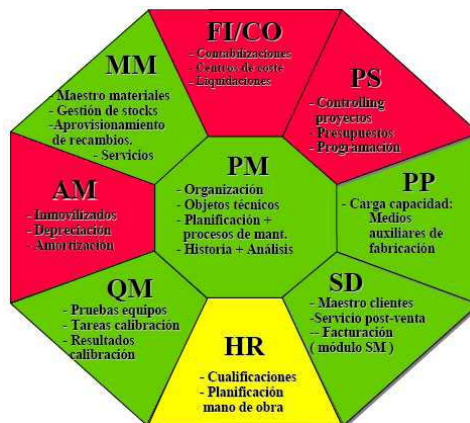 FI/CO
- Contabilizaciones
- Centros de coste
- Liquidaciones
MM
- Maestro materiales
- Gestión de stocks
-Aprovisionamiento
de recambios.
- Servicios
PS
- Controlling
proyectos
- Presupuestos
- Programación
PM
- Organización
- Objetos técnicos
- Planificación +
procesos de mant.
- Historia + Análisis
AM
- Inmovilizados
- Depreciación
- Amortización
PP
- Carga capacidad:
Medios
auxiliares de
fabricación
QM
- Pruebas equipos
- Tareas calibración
- Resultados
calibración
HR
- Cualificaciones
- Planificación
mano de obra
SD
- Maestro clientes
-Servicio post-venta
-- Facturación
( módulo SM )